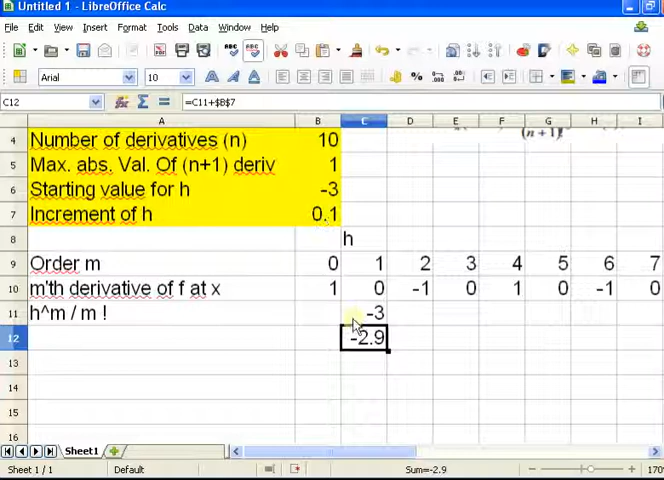 Untitled 1 - LibreOffice Calc
File Edit View Insert Format Tools Data Window Help
Arial 10
C12 =C11+$B$7
A B C D E F G H I
(n+1)!
4 Number of derivatives (n) 10
5 Max. abs. Val. Of (n+1) deriv 1
6 Starting value for h -3
7 Increment of h 0.1
8 h
9 Order m 0 1 2 3 4 5 6 7
10 m'th derivative of f at x 1 0 -1 0 1 0 -1 0
11 h^m / m ! -3
12 -2.9
13
14
15
16
Sheet1
Sheet 1 / 1 Default Sum=-2.9 170